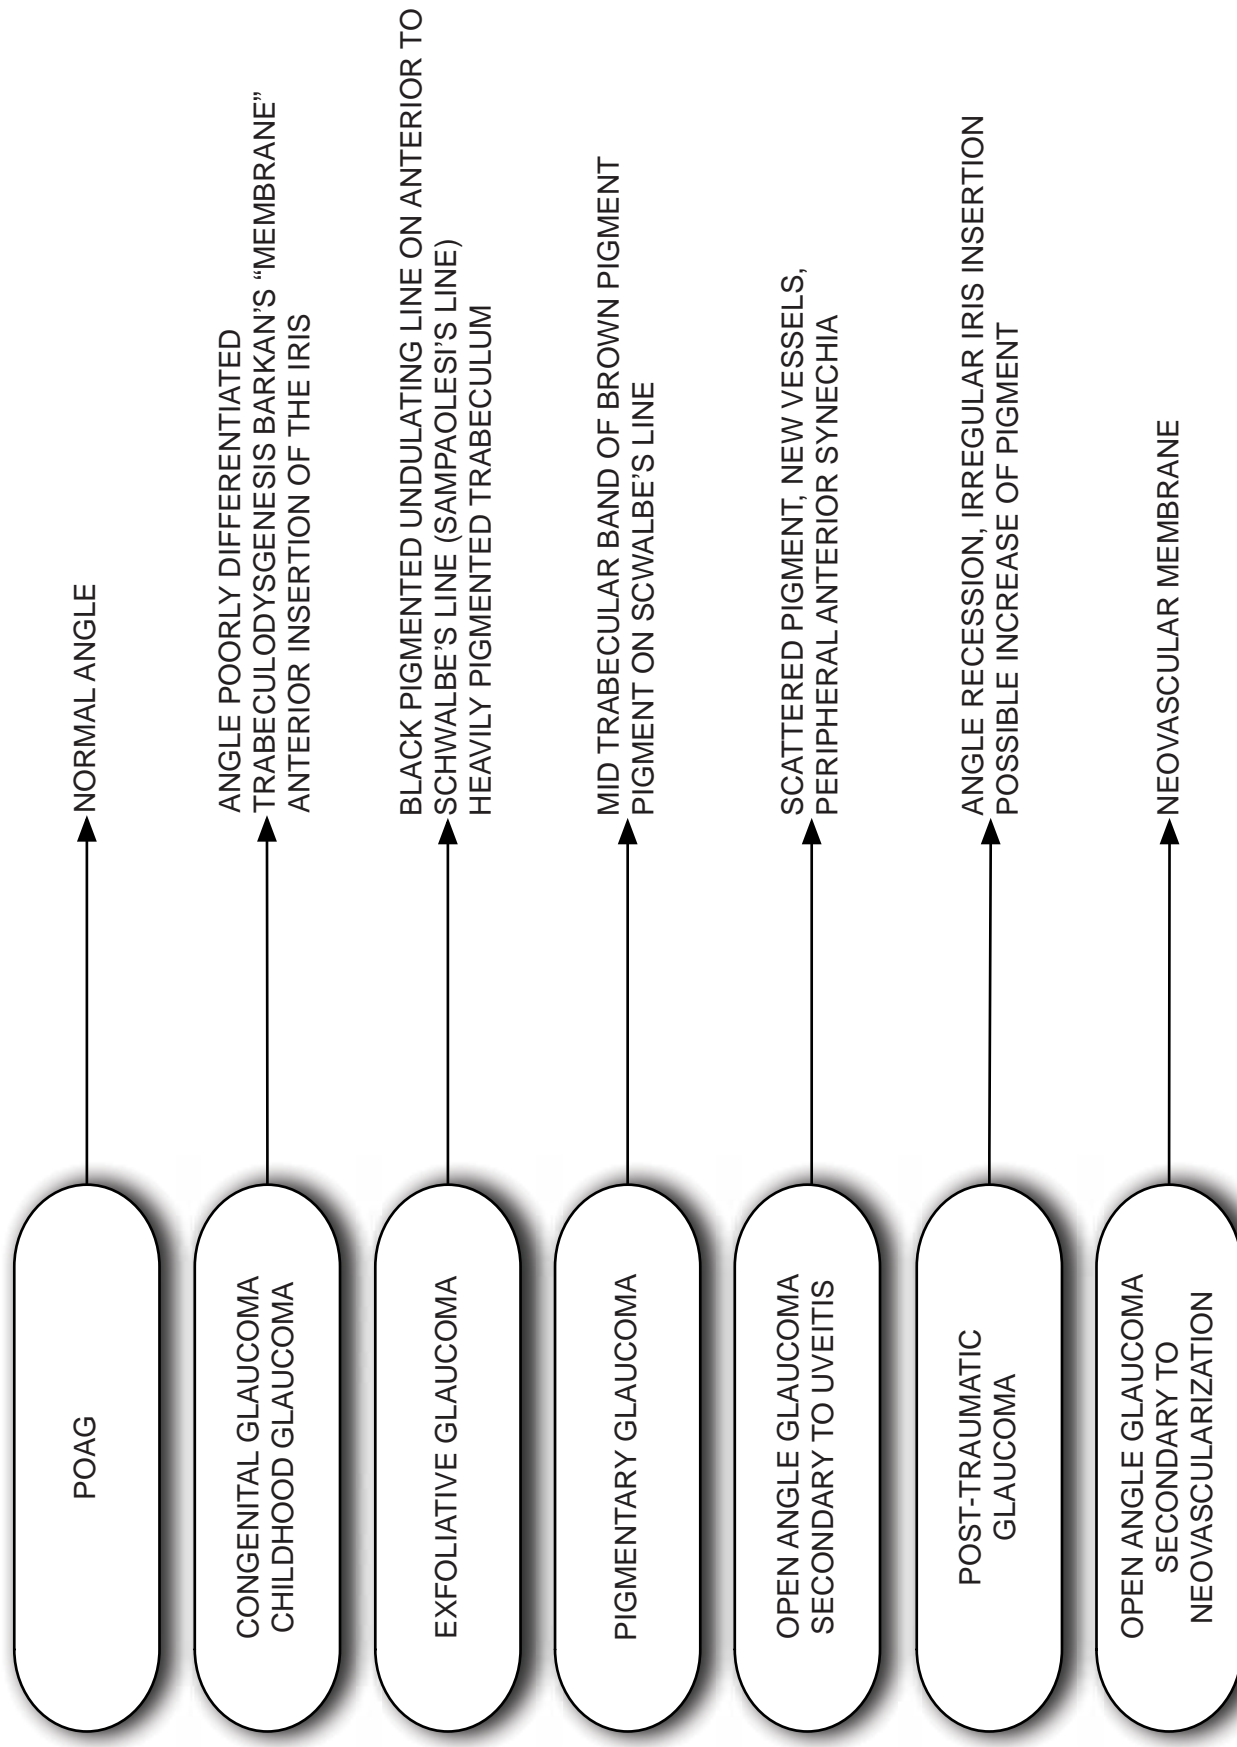 POAG
NORMAL ANGLE
CONGENITAL GLAUCOMA
CHILDHOOD GLAUCOMA
ANGLE POORLY DIFFERENTIATED
TRABECULODYSGENESIS BARKAN'S “MEMBRANE”
ANTERIOR INSERTION OF THE IRIS
EXFOLIATIVE GLAUCOMA
BLACK PIGMENTED UNDULATING LINE ON ANTERIOR TO
SCHWALBE'S LINE (SAMPAOLESI'S LINE)
HEAVILY PIGMENTED TRABECULUM
PIGMENTARY GLAUCOMA
MID TRABECULAR BAND OF BROWN PIGMENT
PIGMENT ON SCWALBE'S LINE
OPEN ANGLE GLAUCOMA
SECONDARY TO UVEITIS
SCATTERED PIGMENT, NEW VESSELS,
PERIPHERAL ANTERIOR SYNECHIA
POST-TRAUMATIC
GLAUCOMA
ANGLE RECESSION, IRREGULAR IRIS INSERTION
POSSIBLE INCREASE OF PIGMENT
OPEN ANGLE GLAUCOMA
SECONDARY TO
NEOVASCULARIZATION
NEOVASCULAR MEMBRANE